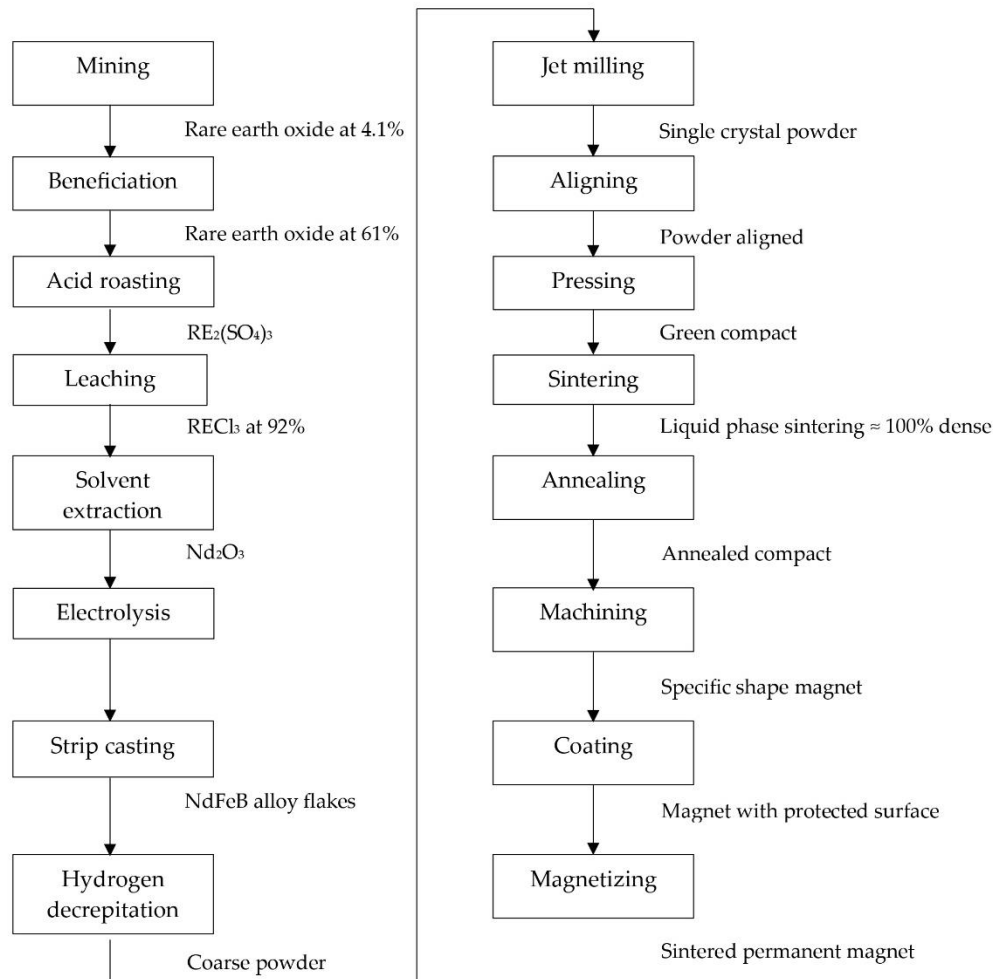 Mining
Rare earth oxide at 4.1%
Beneficiation
Rare earth oxide at 61%
Acid roasting
RE₂(SO₄)₃
Leaching
RECl₃ at 92%
Solvent
extraction
Nd₂O₃
Electrolysis
Strip casting
NdFeB alloy flakes
Hydrogen
decrepitation
Coarse powder
Jet milling
Single crystal powder
Aligning
Powder aligned
Pressing
Green compact
Sintering
Liquid phase sintering ≈ 100% dense
Annealing
Annealed compact
Machining
Specific shape magnet
Coating
Magnet with protected surface
Magnetizing
Sintered permanent magnet